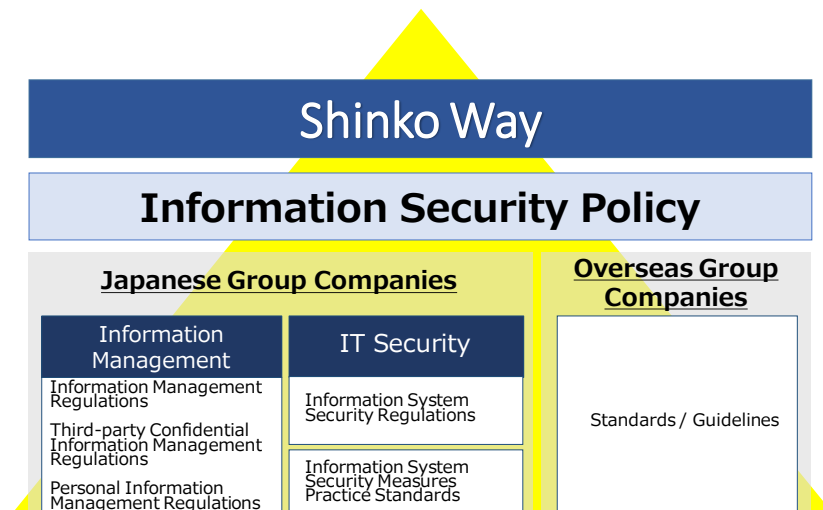 Shinko Way
Information Security Policy
Japanese Group Companies
Information
Management
Information Management
Regulations
Third-party Confidential
Information Management
Regulations
Personal Information
Management Regulations
IT Security
Information System
Security Regulations
Information System
Security Measures
Practice Standards
Overseas Group
Companies
Standards / Guidelines